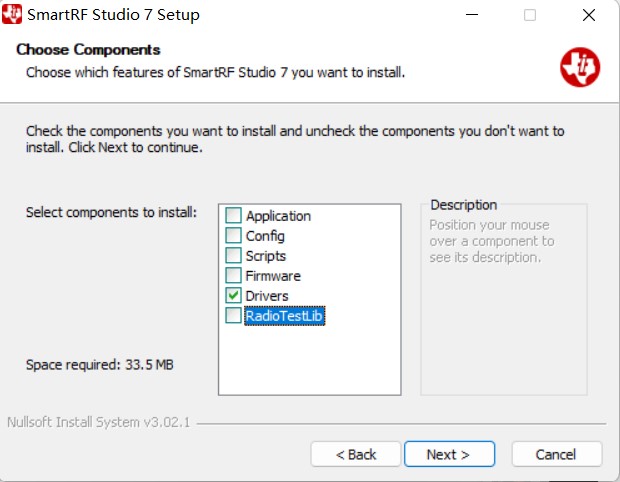 SmartRF Studio 7 Setup
Choose Components
Choose which features of SmartRF Studio 7 you want to install.
Check the components you want to install and uncheck the components you don't want to
install. Click Next to continue.
Select components to install:
Application
Config
Scripts
Firmware
Drivers
RadioTestLib
Description
Position your mouse
over a component to
see its description.
Space required: 33.5 MB
Nullsoft Install System v3.02.1
< Back
Next >
Cancel